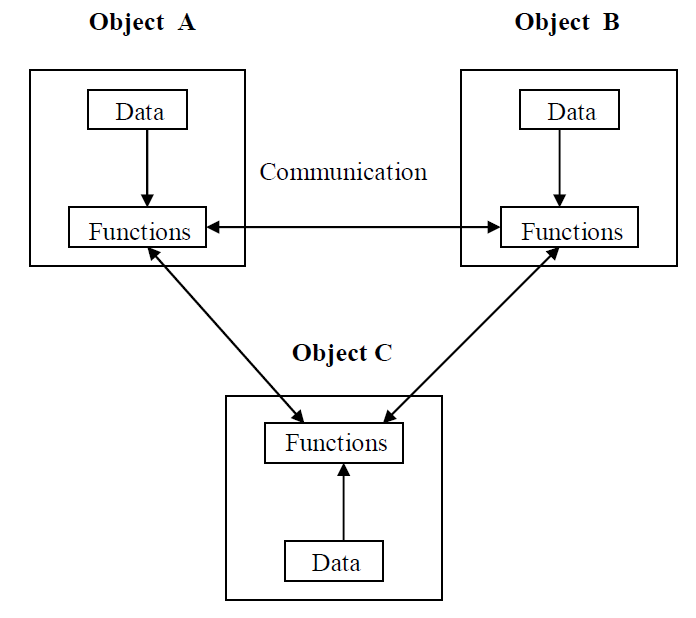 Object A
Object B
Data
Data
Communication
Functions
Functions
Object C
Functions
Data